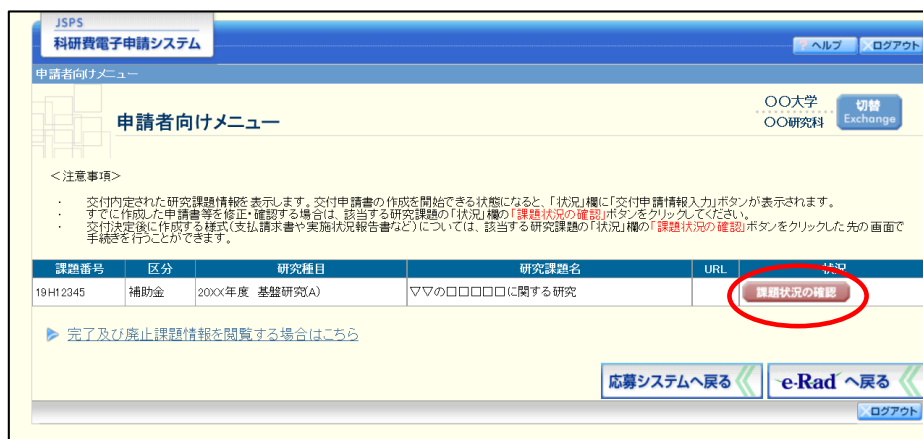 JSPS
科研費電子申請システム
? ヘルプ
ログアウト
申請者向けメニュー
申請者向けメニュー
〇〇大学
〇〇研究科
切替
Exchange
＜注意事項＞
・ 交付内定された研究課題情報を表示します。交付申請書の作成を開始できる状態になると、「状況」欄に「交付申請情報入力」ボタンが表示されます。
・ すでに作成した申請書等を修正・確認する場合は、該当する研究課題の「状況」欄の「課題状況の確認」ボタンをクリックしてください。
・ 交付決定後に作成する様式(支払請求書や実施状況報告書など)については、該当する研究課題の「状況」欄の「課題状況の確認」ボタンをクリックした先の画面で
手続きを行うことができます。
課題番号 区分 研究種目 研究課題名 URL 状況
19H12345 補助金 20XX年度 基盤研究(A) ▽▽の□□□□□に関する研究 課題状況の確認
完了及び廃止課題情報を閲覧する場合はこちら
応募システムへ戻る
e-Rad へ戻る
ログアウト